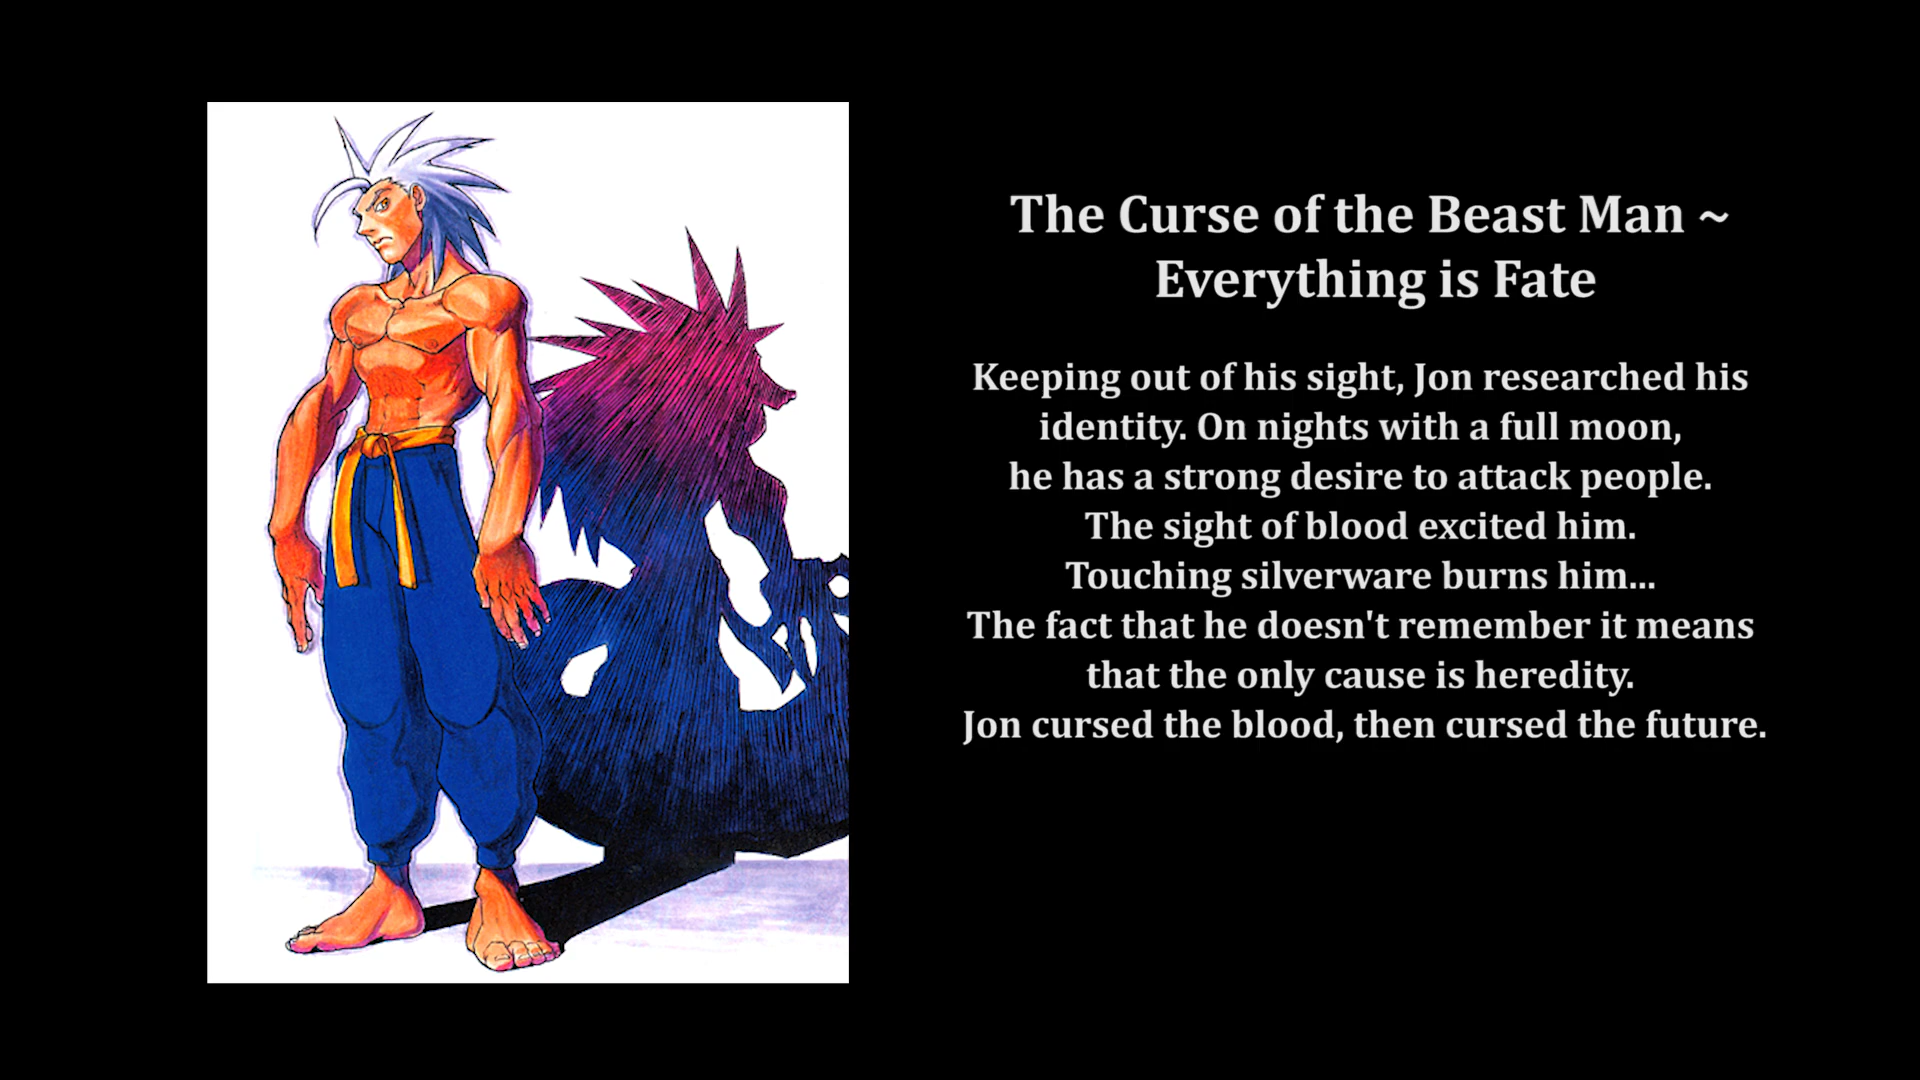 The Curse of the Beast Man ~
Everything is Fate
Keeping out of his sight, Jon researched his
identity. On nights with a full moon,
he has a strong desire to attack people.
The sight of blood excited him.
Touching silverware burns him...
The fact that he doesn't remember it means
that the only cause is heredity.
Jon cursed the blood, then cursed the future.